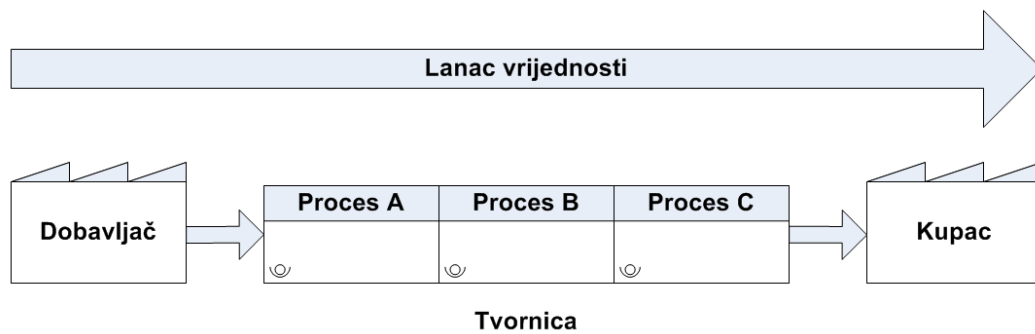 Lanac vrijednosti
Dobavljač
Proces A
Proces B
Proces C
Kupac
Tvornica